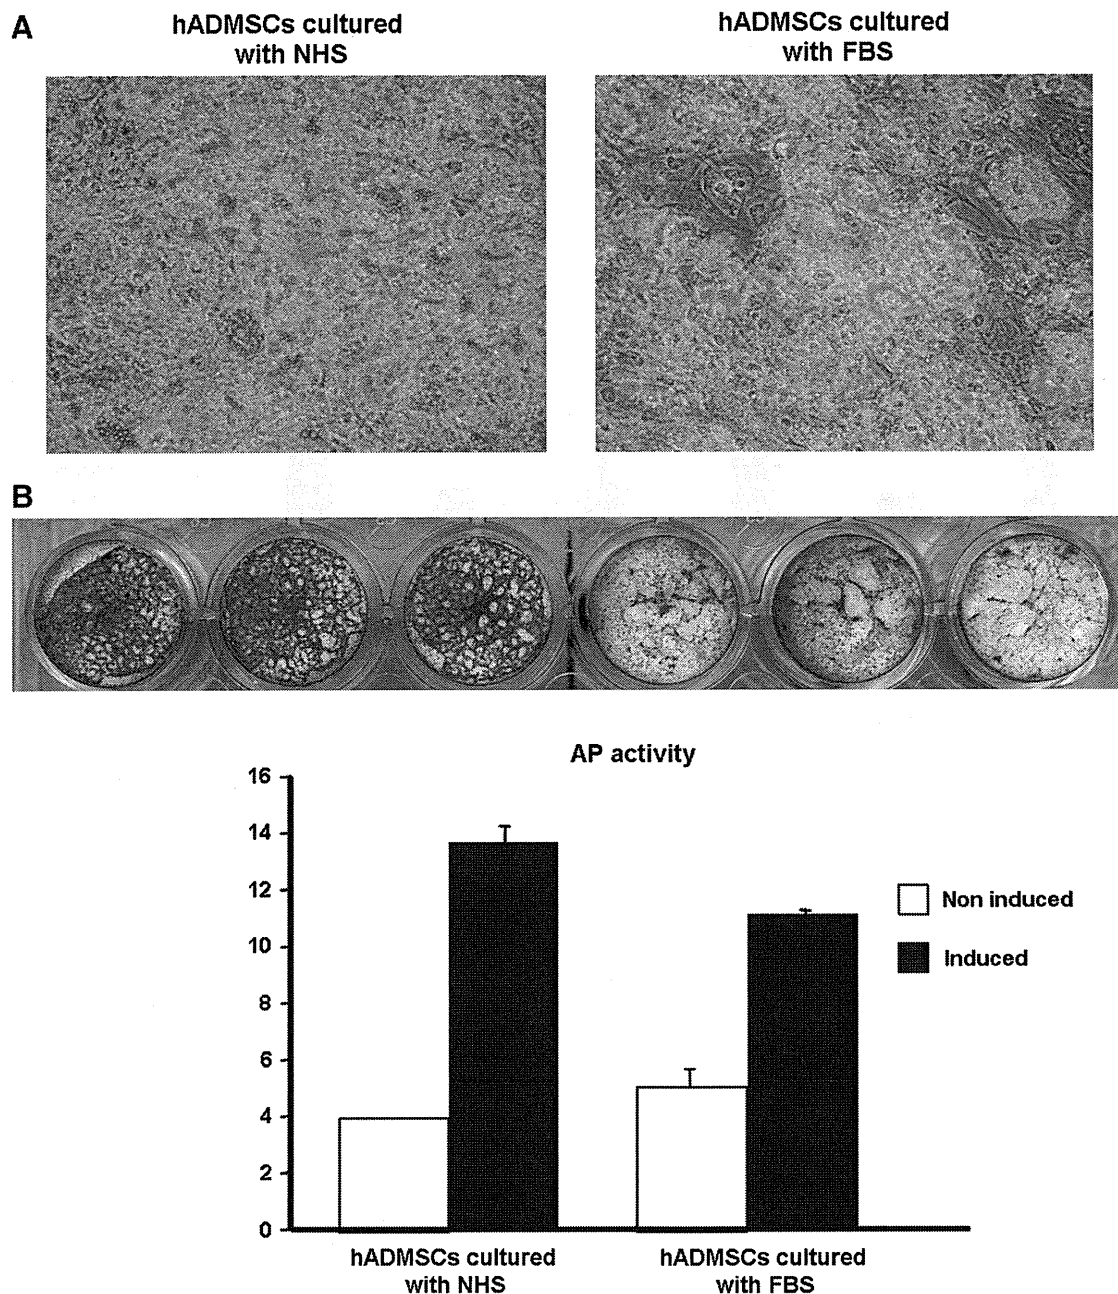 A
hADMSCs cultured
with NHS
hADMSCs cultured
with FBS
B
AP activity
16
14
12
10
8
6
4
2
0
Non induced
Induced
hADMSCs cultured
with NHS
hADMSCs cultured
with FBS